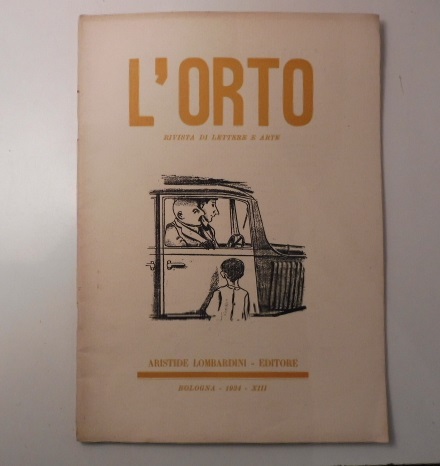 L'ORTO
RIVISTA DI LETTERE E ARTE
ARISTIDE LOMBARDINI - EDITORE
BOLOGNA - 1934 - XIII